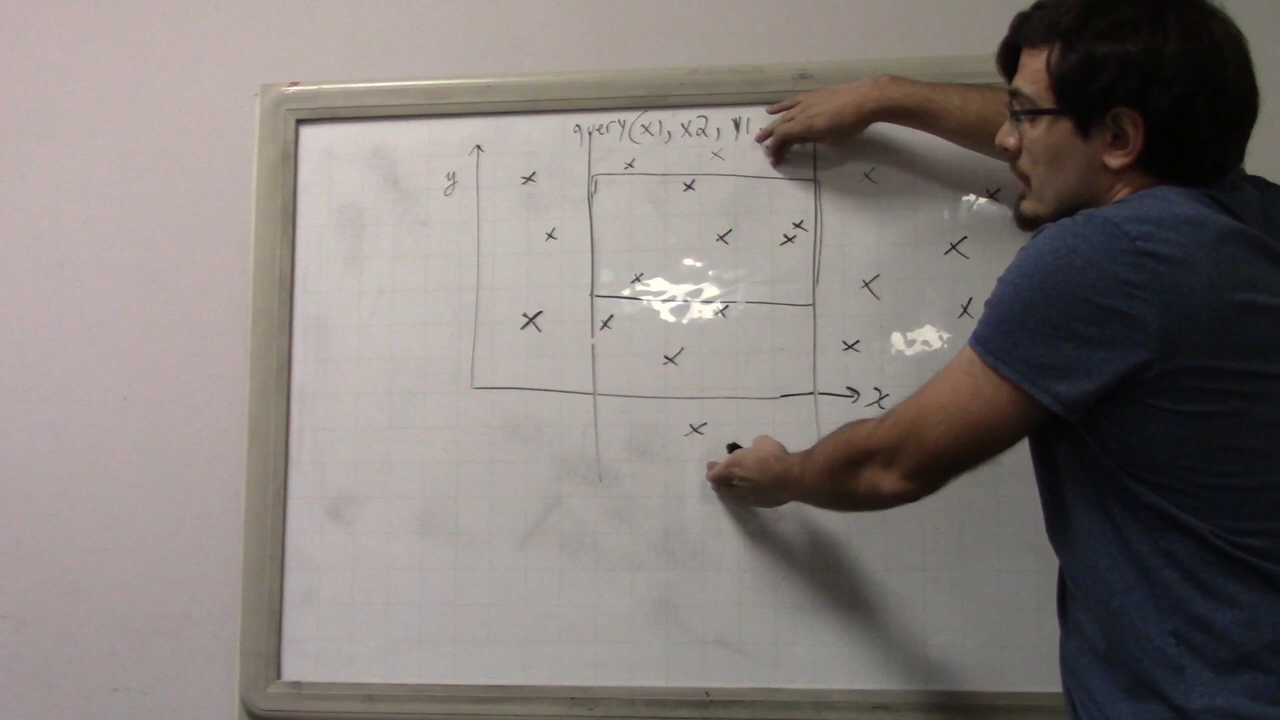 query(x1, x2, y1,
y
x